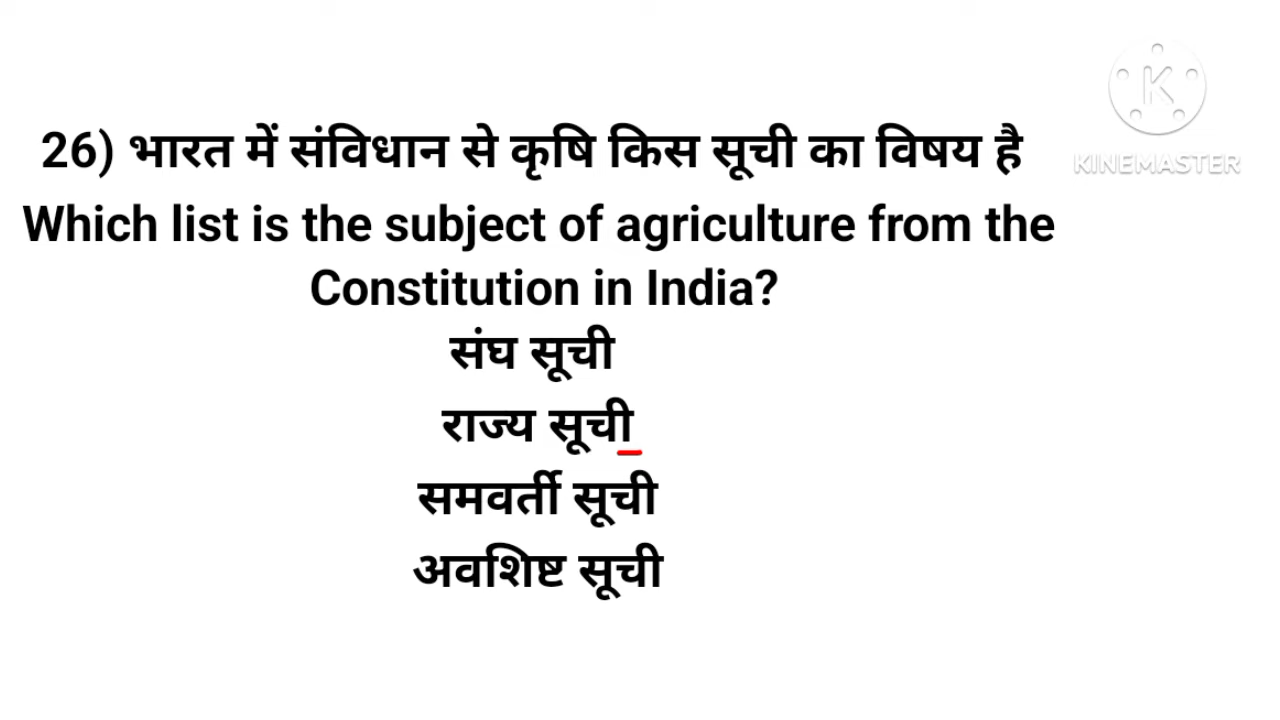 26) भारत में संविधान से कृषि किस सूची का विषय है
Which list is the subject of agriculture from the
Constitution in India?
संघ सूची
राज्य सूची
समवर्ती सूची
अवशिष्ट सूची
K
KINEMASTER